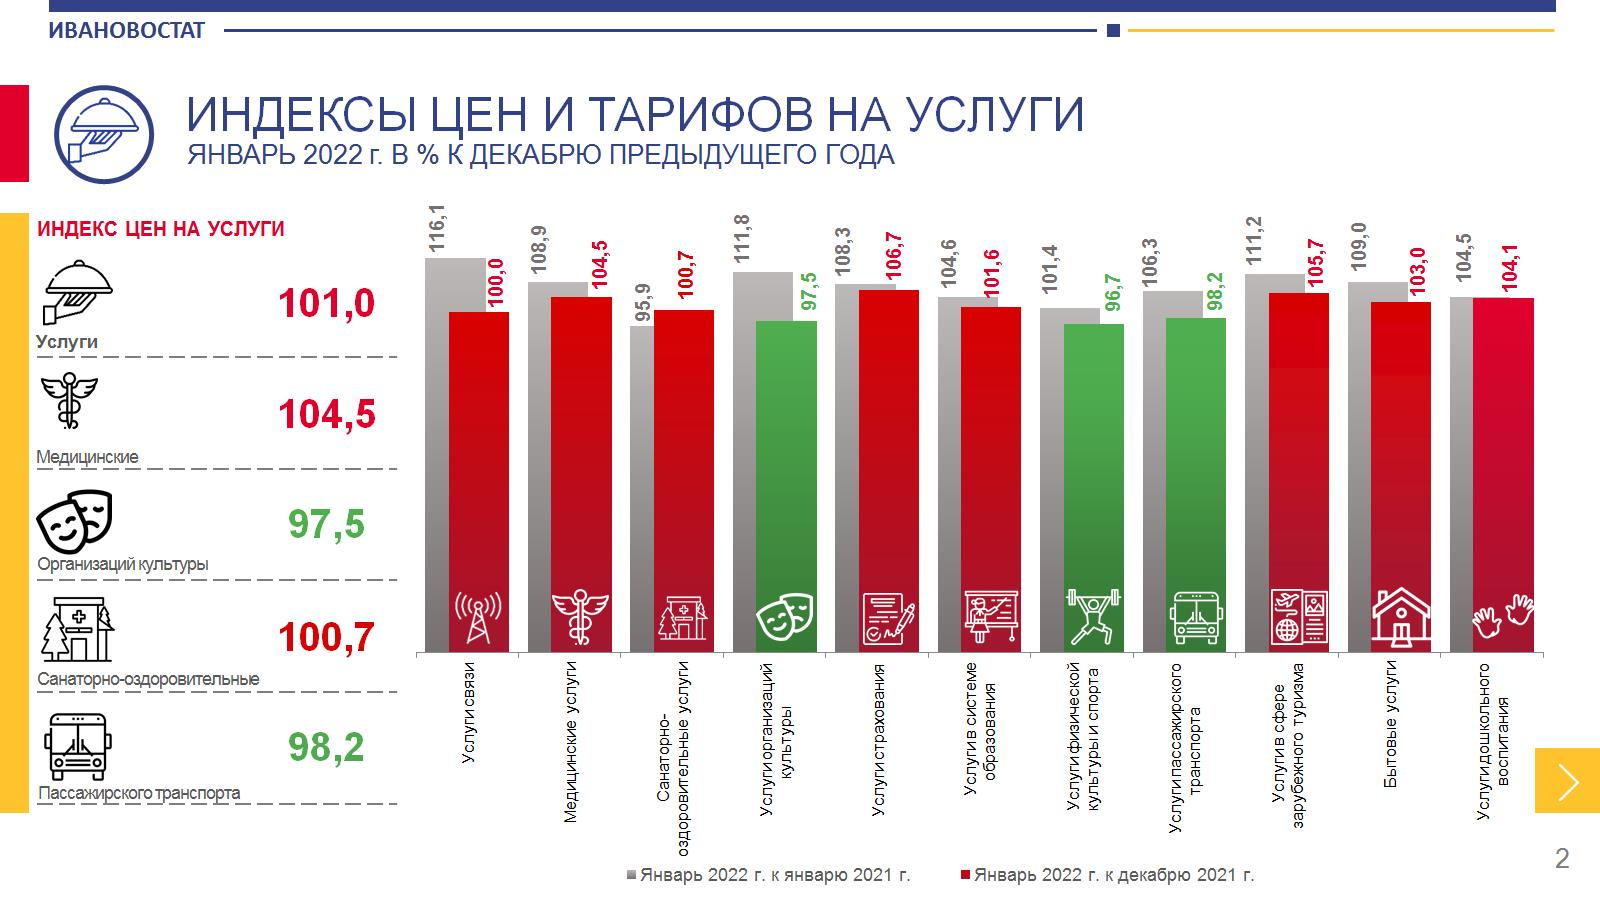 ИВАНОВОСТАТ
ИНДЕКСЫ ЦЕН И ТАРИФОВ НА УСЛУГИ
ЯНВАРЬ 2022 г. В % К ДЕКАБРЮ ПРЕДЫДУЩЕГО ГОДА
ИНДЕКС ЦЕН НА УСЛУГИ
101,0
Услуги
104,5
Медицинские
97,5
Организаций культуры
100,7
Санаторно-оздоровительные
98,2
Пассажирского транспорта
116,1
100,0
108,9
104,5
95,9
100,7
111,8
97,5
108,3
106,7
104,6
101,6
101,4
96,7
106,3
98,2
111,2
105,7
109,0
103,0
104,5
104,1
Услуги связи
Медицинские услуги
Санаторно-
оздоровительные услуги
Услуги организаций
культуры
Услуги страхования
Услуги в системе
образования
Услуги физической
культуры и спорта
Услуги пассажирского
транспорта
Услуги в сфере
зарубежного туризма
Бытовые услуги
Услуги дошкольного
воспитания
Январь 2022 г. к январю 2021 г.
Январь 2022 г. к декабрю 2021 г.
2